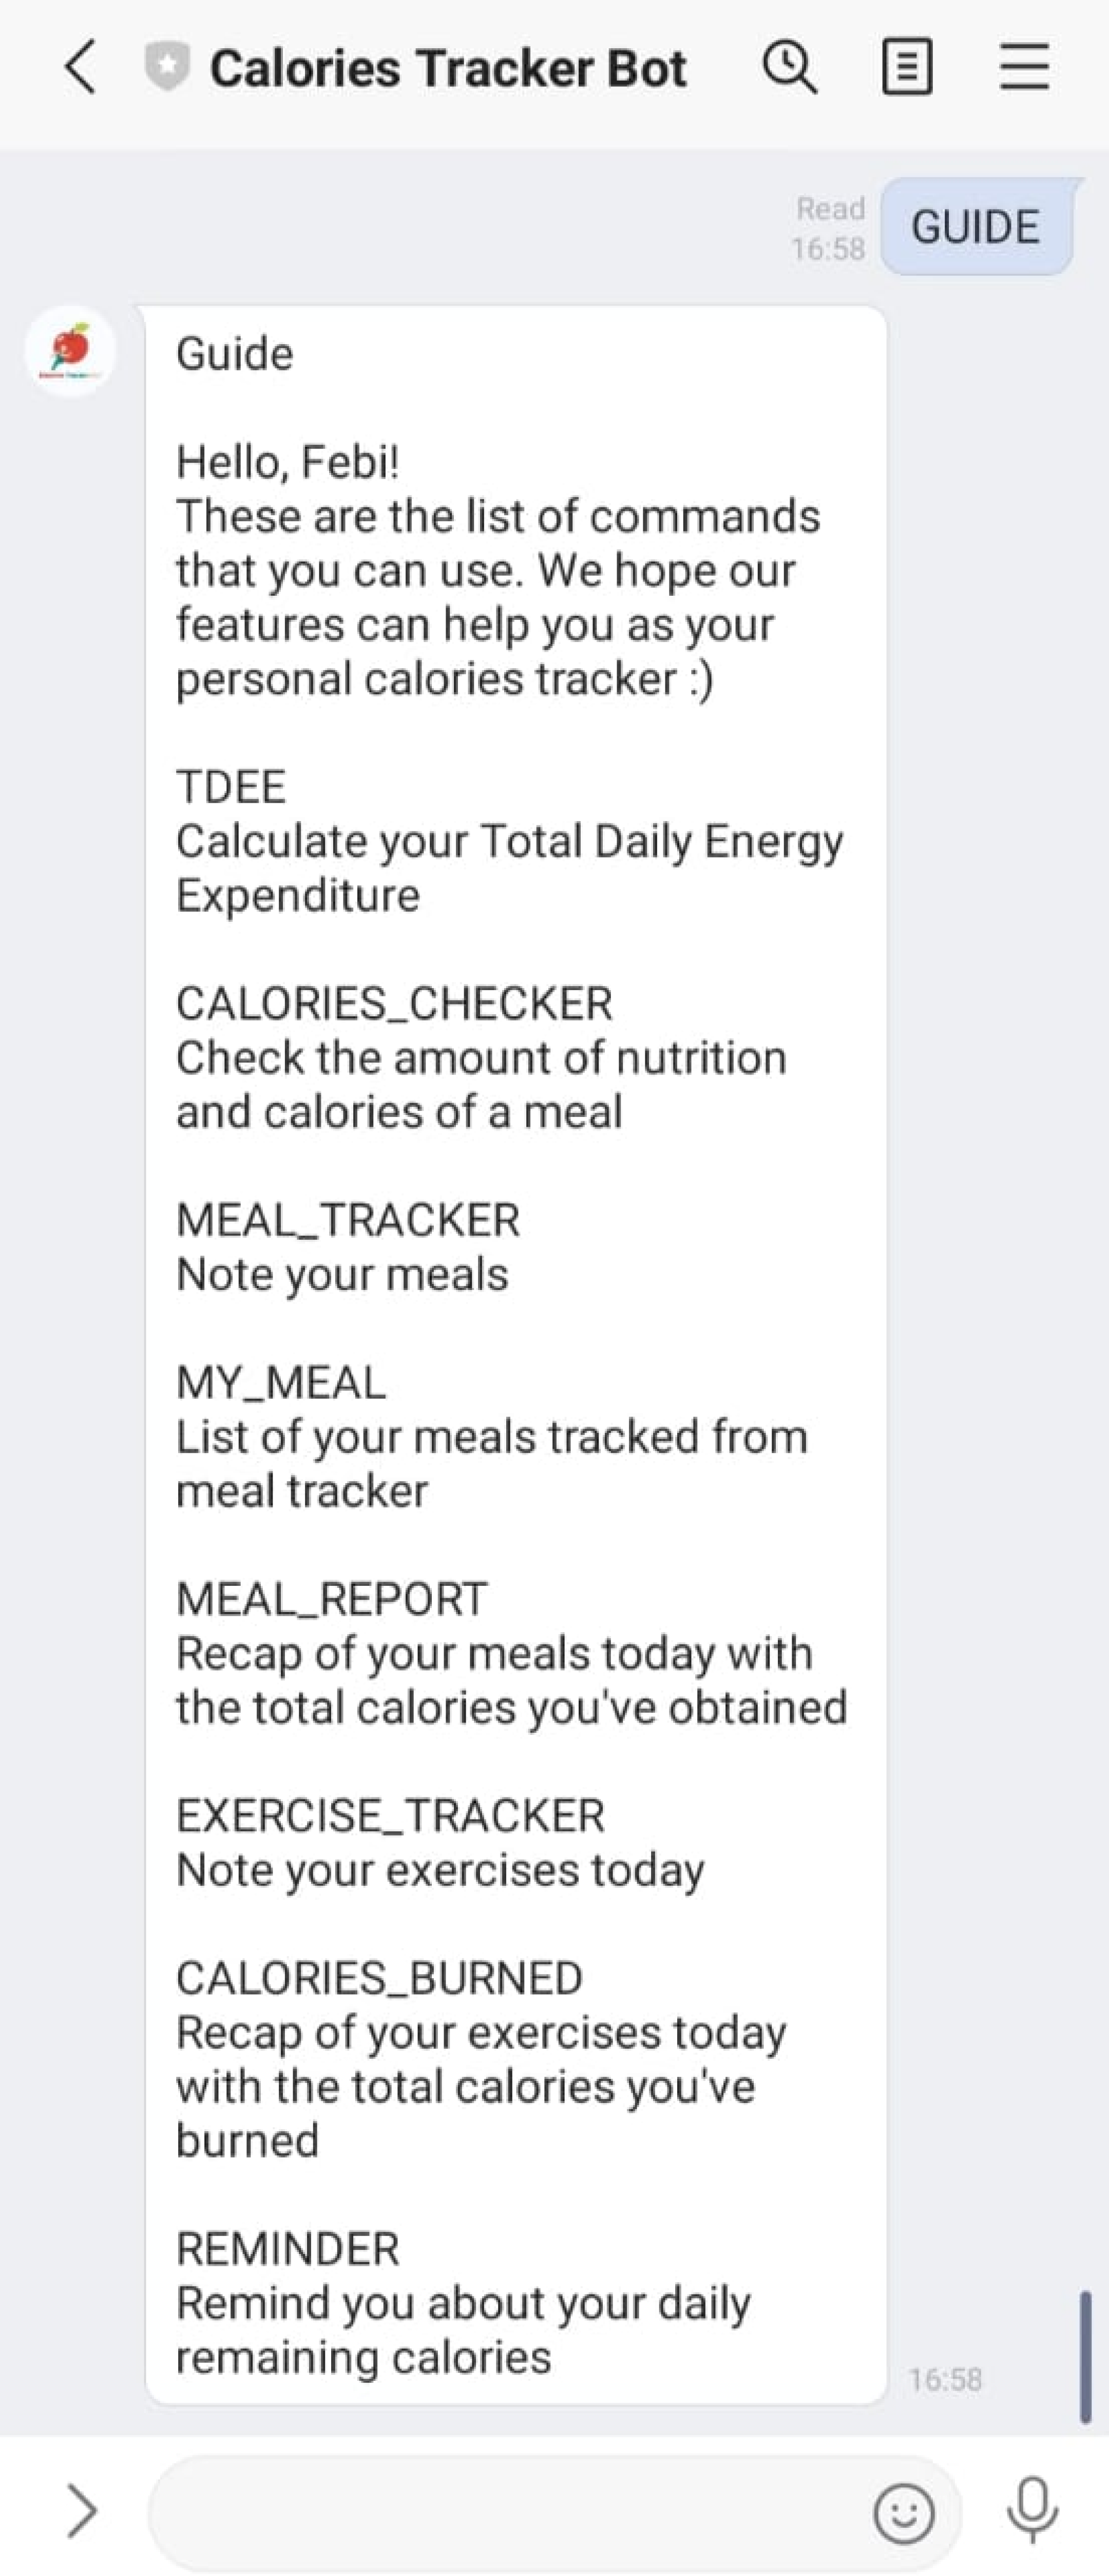 Calories Tracker Bot
Read
16:58
GUIDE
Guide
Hello, Febi!
These are the list of commands
that you can use. We hope our
features can help you as your
personal calories tracker :)
TDEE
Calculate your Total Daily Energy
Expenditure
CALORIES_CHECKER
Check the amount of nutrition
and calories of a meal
MEAL_TRACKER
Note your meals
MY_MEAL
List of your meals tracked from
meal tracker
MEAL_REPORT
Recap of your meals today with
the total calories you've obtained
EXERCISE_TRACKER
Note your exercises today
CALORIES_BURNED
Recap of your exercises today
with the total calories you've
burned
REMINDER
Remind you about your daily
remaining calories
16:58